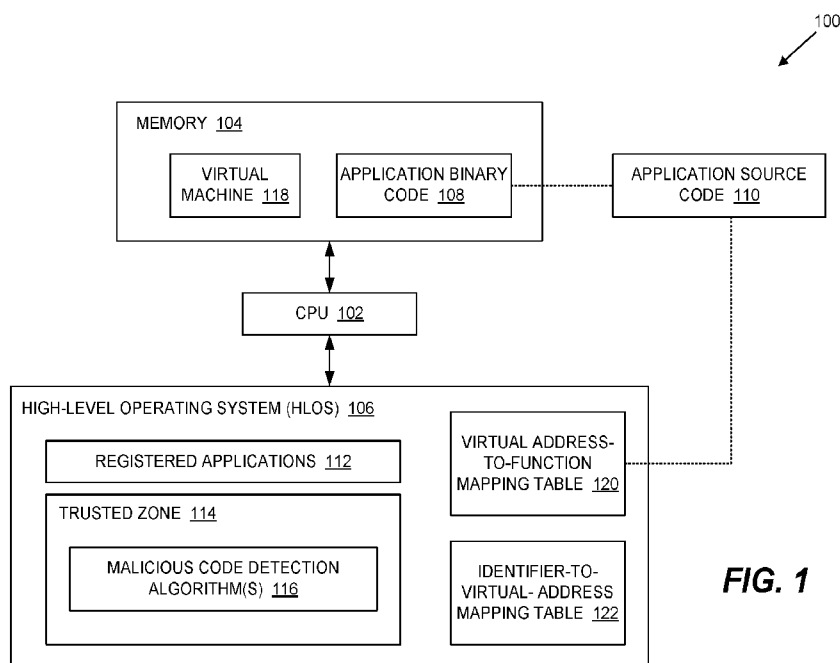 100
MEMORY 104
VIRTUAL
MACHINE 118
APPLICATION BINARY
CODE 108
APPLICATION SOURCE
CODE 110
CPU 102
HIGH-LEVEL OPERATING SYSTEM (HLOS) 106
REGISTERED APPLICATIONS 112
TRUSTED ZONE 114
MALICIOUS CODE DETECTION
ALGORITHM(S) 116
VIRTUAL ADDRESS-
TO-FUNCTION
MAPPING TABLE 120
IDENTIFIER-TO-
VIRTUAL- ADDRESS
MAPPING TABLE 122
FIG. 1